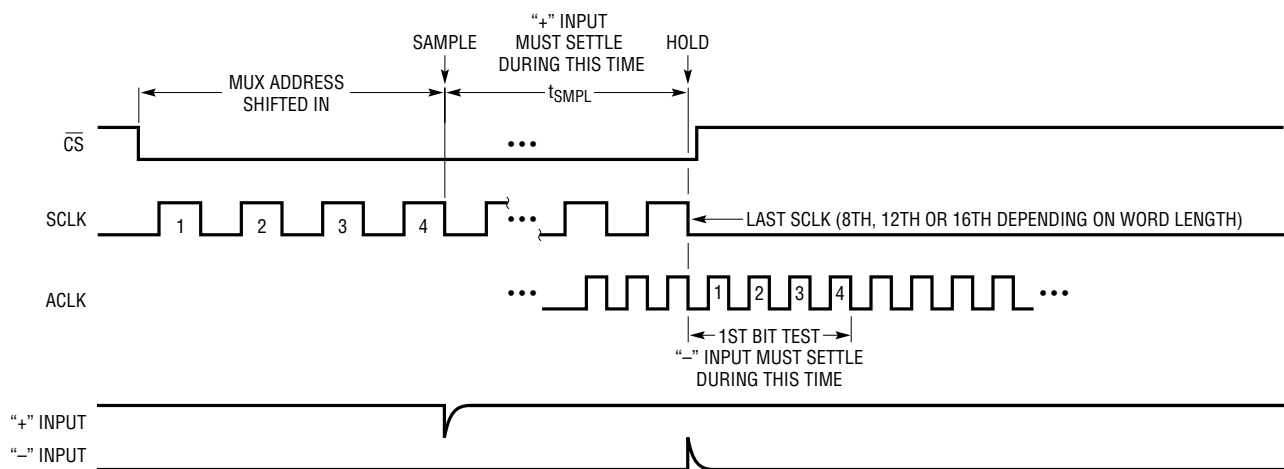 “+” INPUT
MUST SETTLE
DURING THIS TIME
SAMPLE
HOLD
MUX ADDRESS
SHIFTED IN
tSMPL
CS
•••
SCLK
1 2 3 4
•••
LAST SCLK (8TH, 12TH OR 16TH DEPENDING ON WORD LENGTH)
ACLK
•••
1 2 3 4
•••
1ST BIT TEST
“–” INPUT MUST SETTLE
DURING THIS TIME
“+” INPUT
“–” INPUT